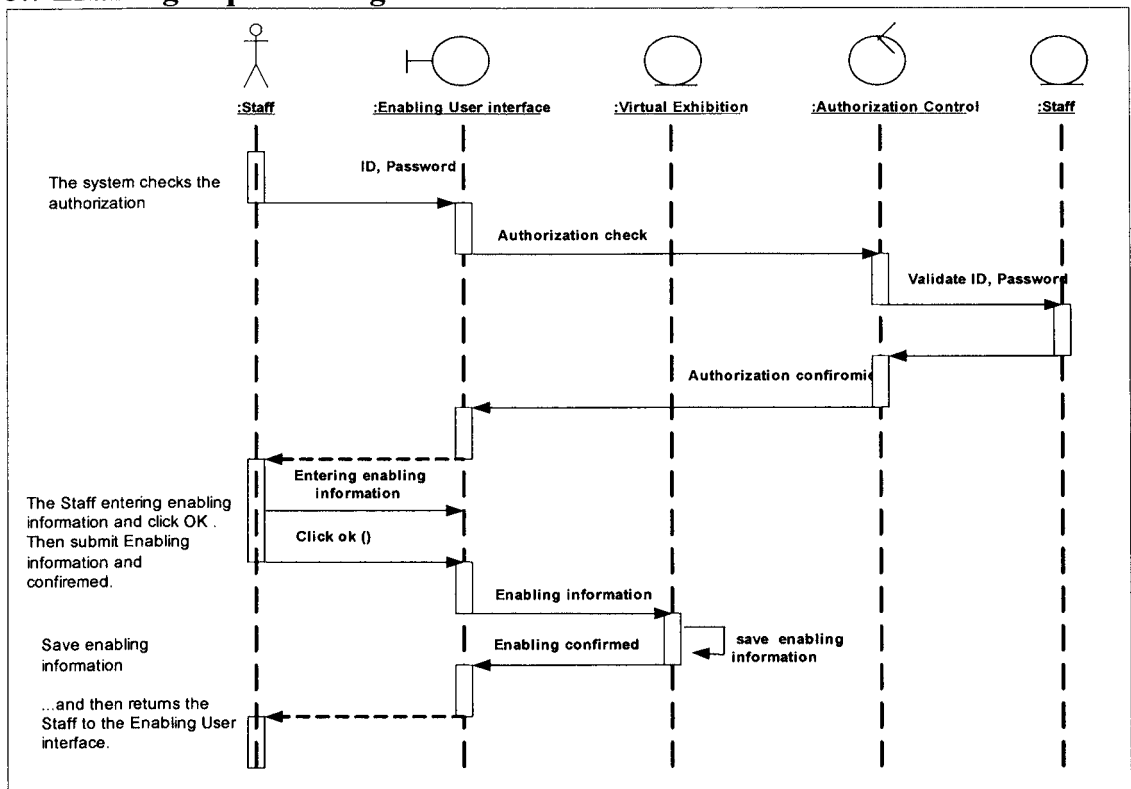 :Staff
:Enabling User interface
:Virtual Exhibition
:Authorization Control
:Staff
ID, Password
The system checks the
authorization
Authorization check
Validate ID, Password
Authorization confiromi
Entering enabling
information
The Staff entering enabling
information and click OK .
Then submit Enabling
information and
confiremed.
Click ok ()
Enabling information
Save enabling
information
Enabling confirmed
save enabling
information
...and then returns the
Staff to the Enabling User
interface.